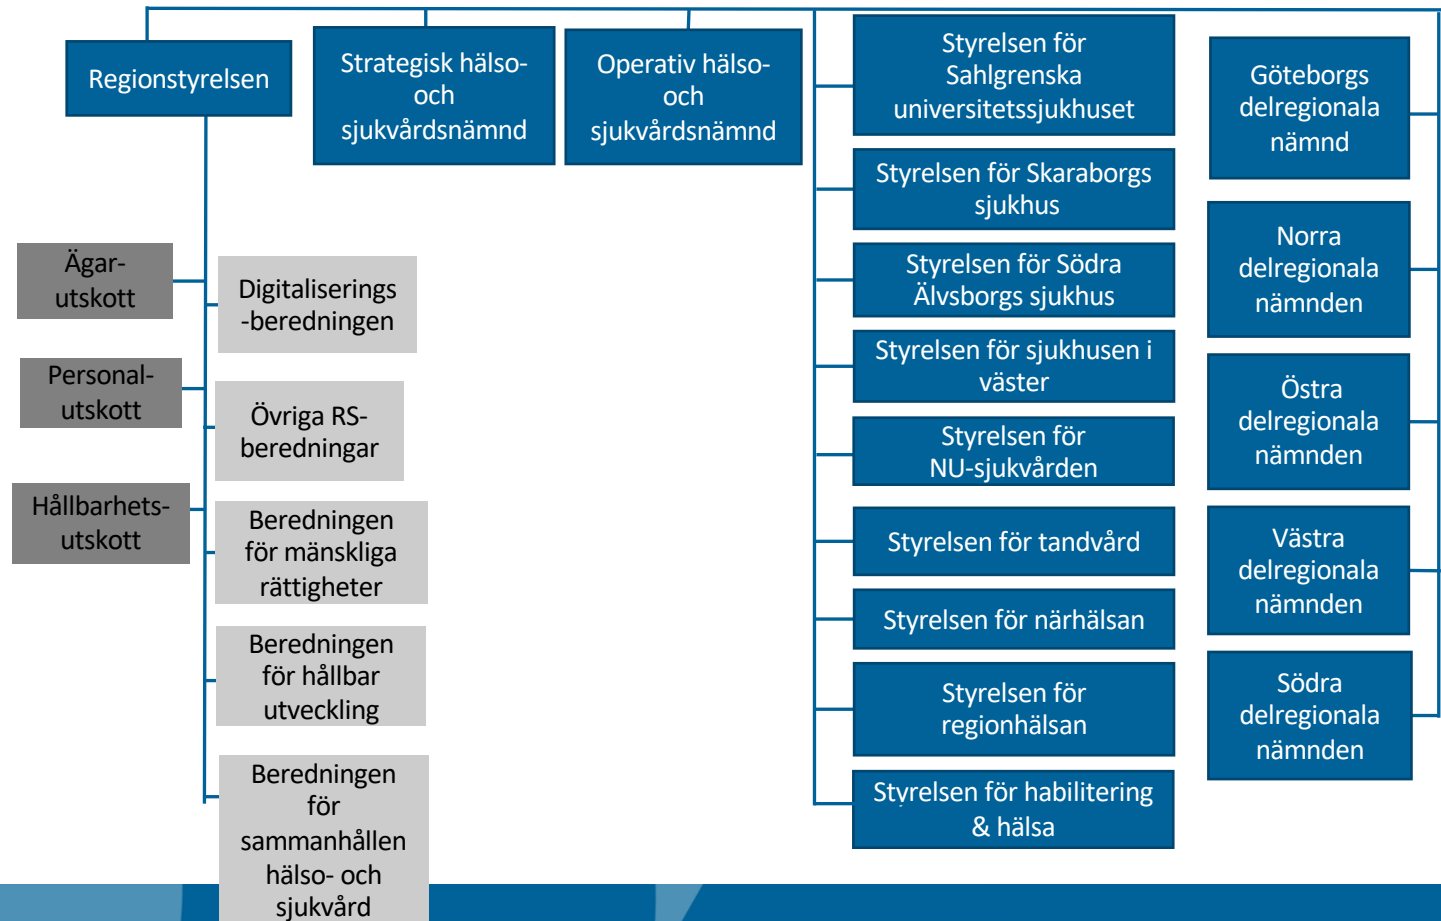 Regionstyrelsen
Strategisk hälso-
och
sjukvårdsnämnd
Operativ hälso-
och
sjukvårdsnämnd
Styrelsen för
Sahlgrenska
universitetssjukhuset
Styrelsen för Skaraborgs
sjukhus
Styrelsen för Södra
Älvsborgs sjukhus
Styrelsen för sjukhusen i
väster
Styrelsen för
NU-sjukvården
Styrelsen för tandvård
Styrelsen för närhälsan
Styrelsen för
regionhälsan
Styrelsen för habilitering
& hälsa
Göteborgs
delregionala
nämnd
Norra
delregionala
nämnden
Östra
delregionala
nämnden
Västra
delregionala
nämnden
Södra
delregionala
nämnden
Ägar-
utskott
Personal-
utskott
Hållbarhets-
utskott
Digitaliserings
-beredningen
Övriga RS-
beredningar
Beredningen
för mänskliga
rättigheter
Beredningen
för hållbar
utveckling
Beredningen
för
sammanhållen
hälso- och
sjukvård